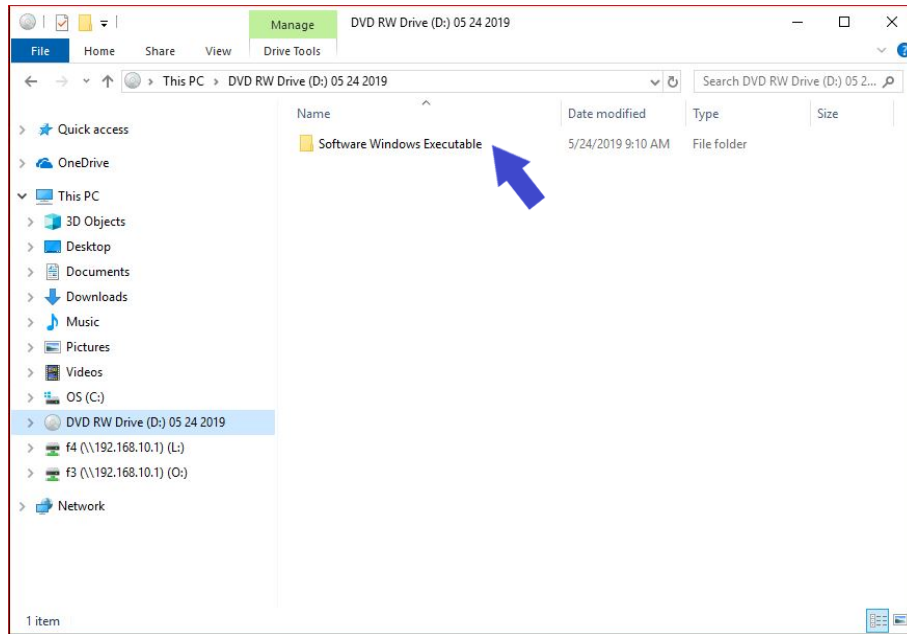 Manage DVD RW Drive (D:) 05 24 2019
File Home Share View Drive Tools
This PC DVD RW Drive (D:) 05 24 2019 Search DVD RW Drive (D:) 05 2...
Name Date modified Type Size
Software Windows Executable 5/24/2019 9:10 AM File folder
Quick access
OneDrive
This PC
3D Objects
Desktop
Documents
Downloads
Music
Pictures
Videos
OS (C:)
DVD RW Drive (D:) 05 24 2019
f4 (\\192.168.10.1) (L:)
f3 (\\192.168.10.1) (O:)
Network
1 item